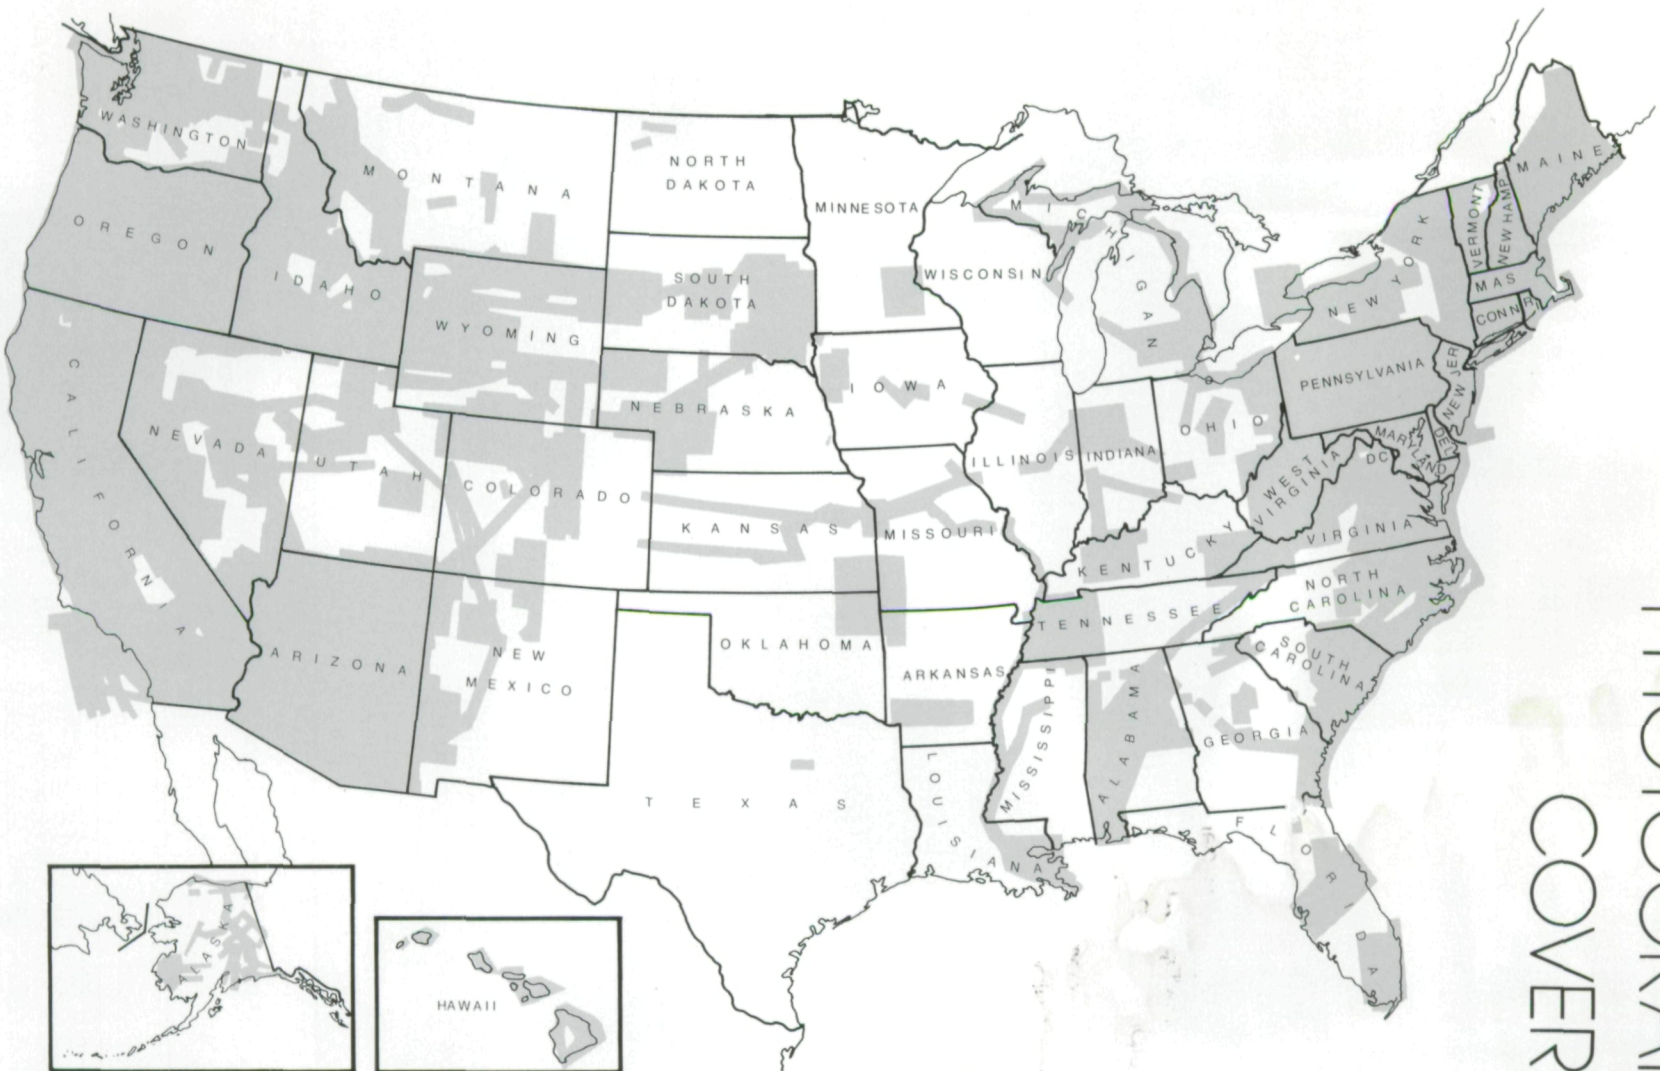 WASHINGTON
OREGON
CALIFORNIA
IDAHO
NEVADA
MONTANA
WYOMING
UTAH
ARIZONA
COLORADO
NEW
MEXICO
NORTH
DAKOTA
SOUTH
DAKOTA
NEBRASKA
KANSAS
OKLAHOMA
TEXAS
MINNESOTA
IOWA
MISSOURI
ARKANSAS
LOUISIANA
WISCONSIN
ILLINOIS
MICHIGAN
INDIANA
OHIO
KENTUCKY
TENNESSEE
MISSISSIPPI
ALABAMA
GEORGIA
FLORIDA
SOUTH
CAROLINA
NORTH
CAROLINA
VIRGINIA
WEST
VIRGINIA
MARYLAND
DC
DEL
PENNSYLVANIA
NEW JER
NEW YORK
CONN
R
MAS
VERMONT
NEW HAMP
MAINE
ALASKA
HAWAII
COVER